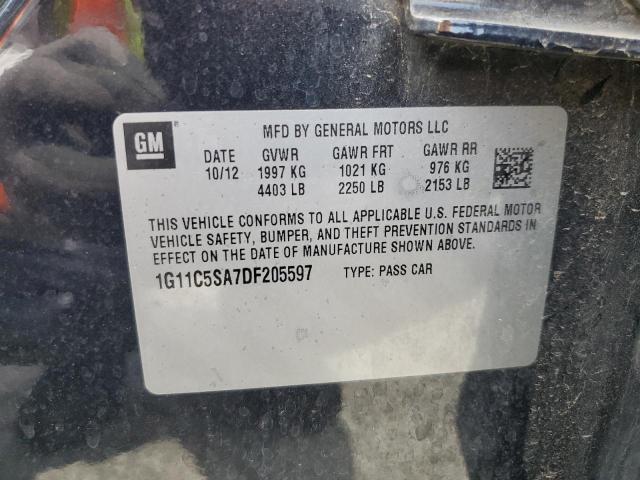 GM
MFD BY GENERAL MOTORS LLC
DATE GVWR GAWR FRT GAWR RR
10/12 1997 KG 1021 KG 976 KG
4403 LB 2250 LB 2153 LB
THIS VEHICLE CONFORMS TO ALL APPLICABLE U.S. FEDERAL MOTOR
VEHICLE SAFETY, BUMPER, AND THEFT PREVENTION STANDARDS IN
EFFECT ON THE DATE OF MANUFACTURE SHOWN ABOVE.
1G11C5SA7DF205597 TYPE: PASS CAR